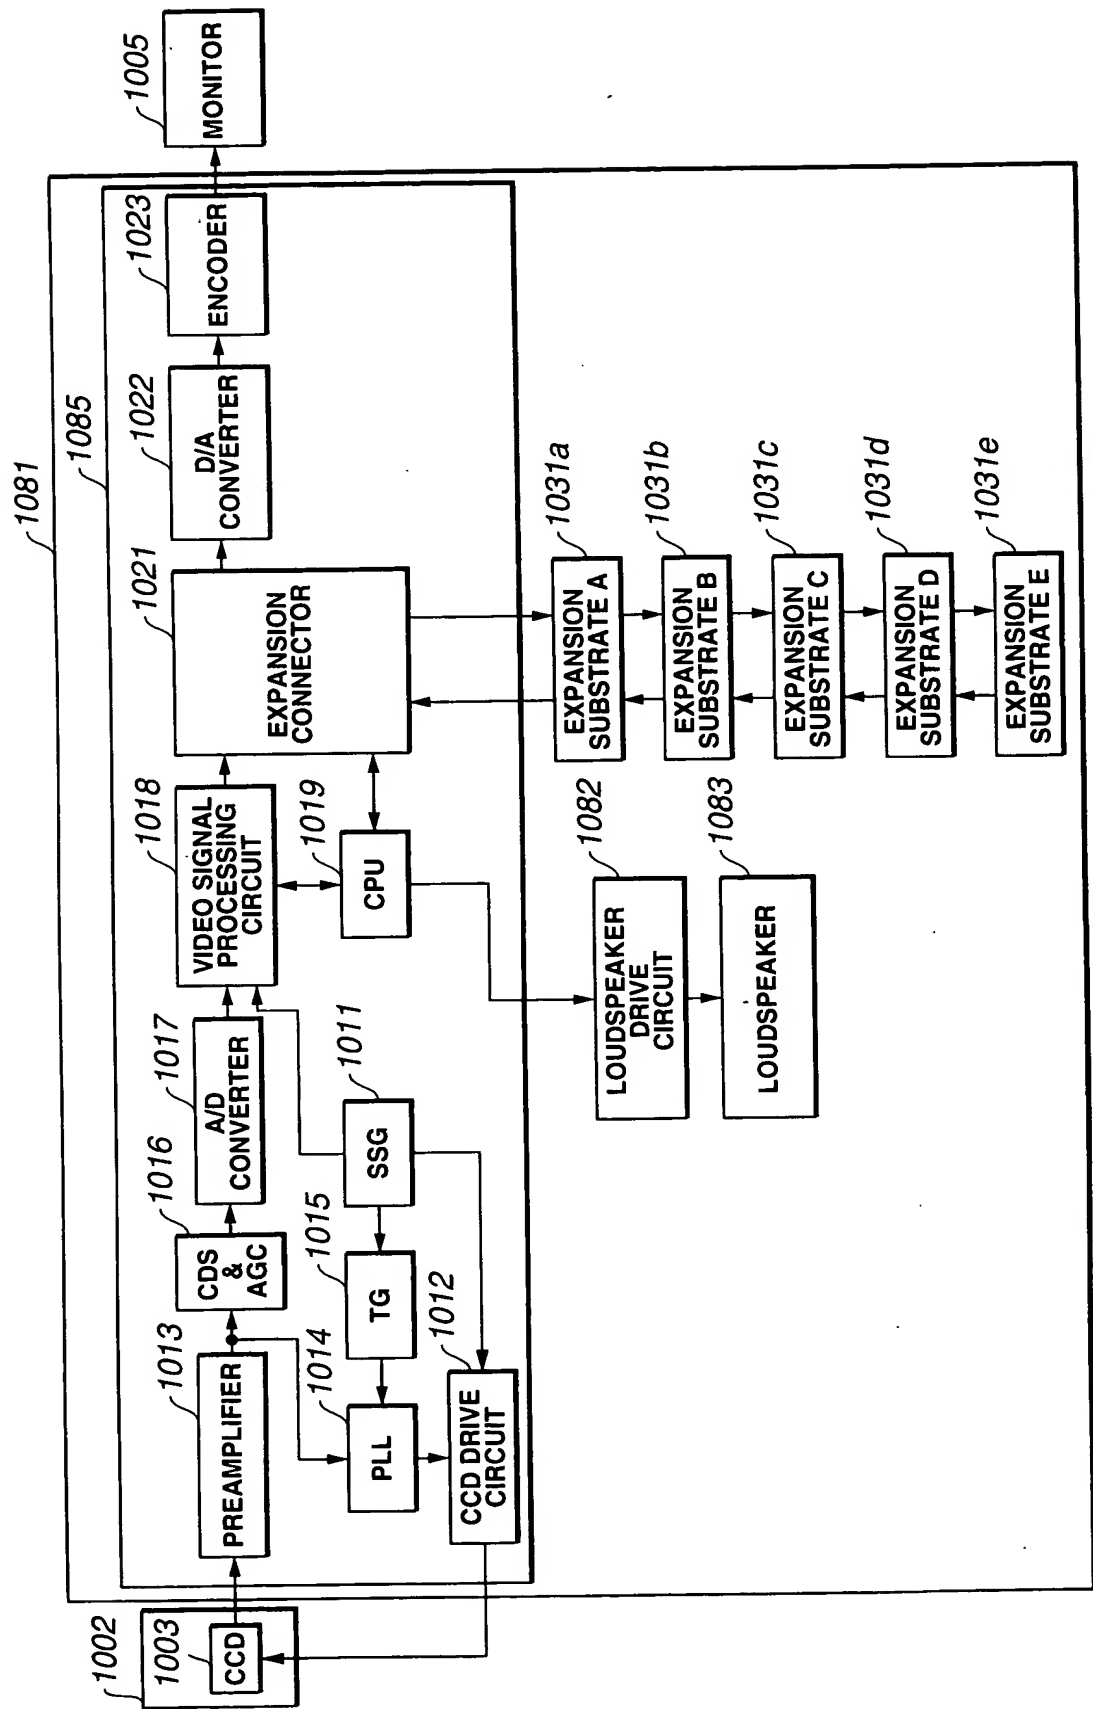 1081
1085
1002
1003
CCD
1013
PREAMPLIFIER
1016
CDS
&
AGC
1017
A/D
CONVERTER
1018
VIDEO SIGNAL
PROCESSING
CIRCUIT
1021
EXPANSION
CONNECTOR
1022
D/A
CONVERTER
1023
ENCODER
1005
MONITOR
1014
PLL
1015
TG
1011
SSG
1019
CPU
1012
CCD DRIVE
CIRCUIT
1082
LOUDSPEAKER
DRIVE
CIRCUIT
1083
LOUDSPEAKER
1031a
EXPANSION
SUBSTRATE A
1031b
EXPANSION
SUBSTRATE B
1031c
EXPANSION
SUBSTRATE C
1031d
EXPANSION
SUBSTRATE D
1031e
EXPANSION
SUBSTRATE E